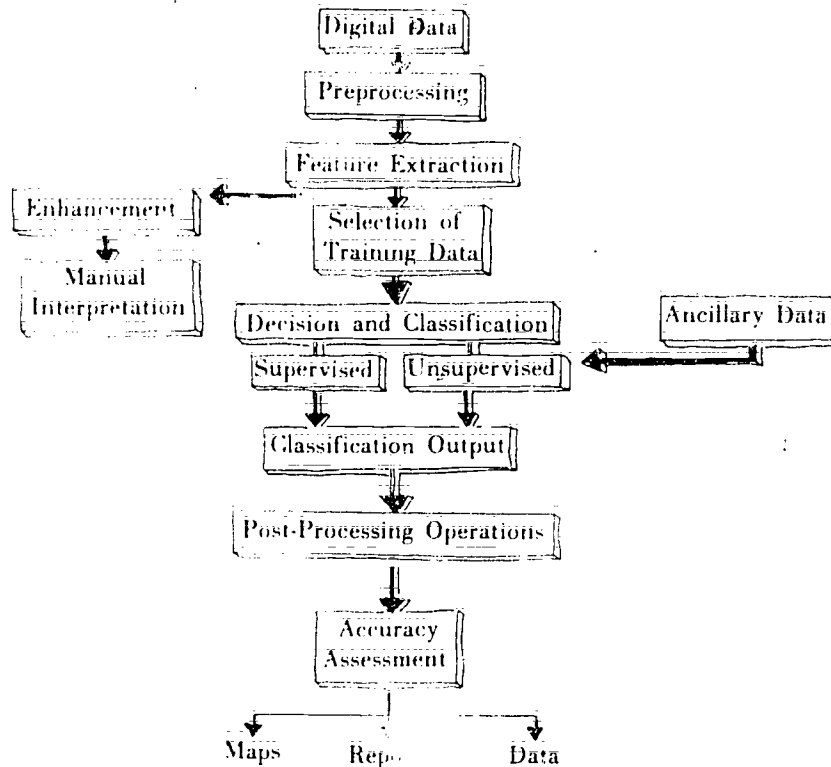 Digital Data
Preprocessing
Feature Extraction
Enhancement
Selection of
Training Data
Manual
Interpretation
Decision and Classification
Ancillary Data
Supervised
Unsupervised
Classification Output
Post-Processing Operations
Accuracy
Assessment
Maps
Data